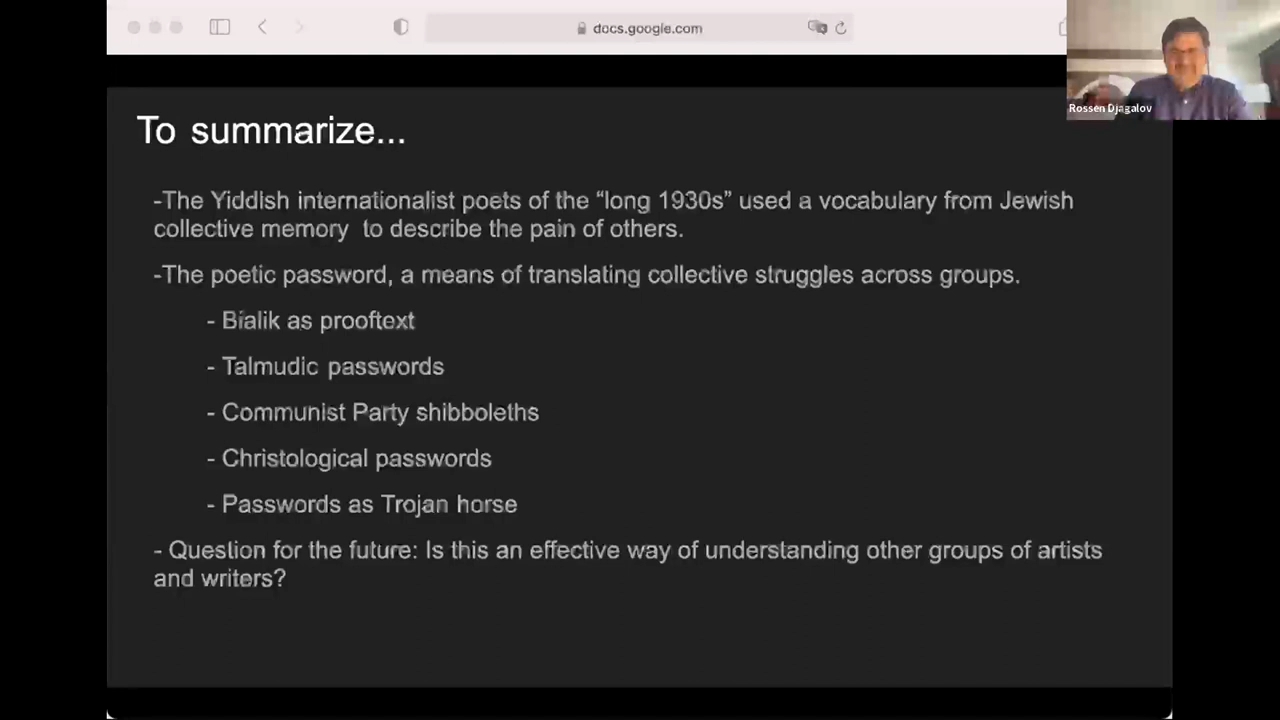 docs.google.com
Rossen Djagalov
To summarize...
-The Yiddish internationalist poets of the “long 1930s” used a vocabulary from Jewish
collective memory to describe the pain of others.
-The poetic password, a means of translating collective struggles across groups.
- Bialik as prooftext
- Talmudic passwords
- Communist Party shibboleths
- Christological passwords
- Passwords as Trojan horse
- Question for the future: Is this an effective way of understanding other groups of artists
and writers?